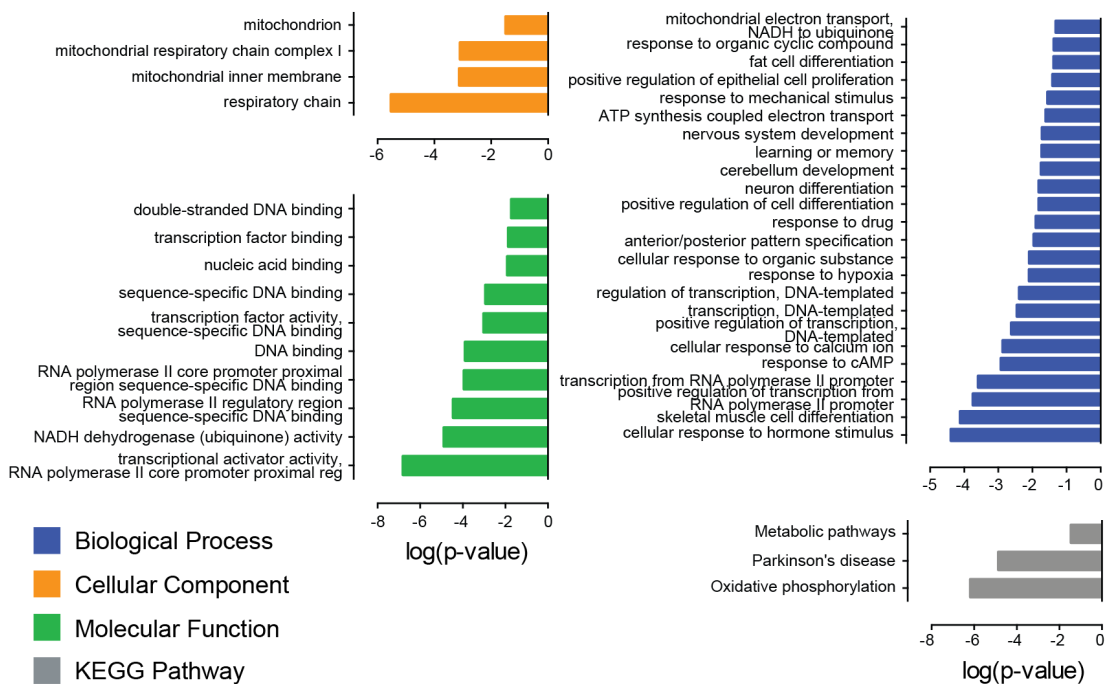 mitochondrion
mitochondrial respiratory chain complex I
mitochondrial inner membrane
respiratory chain
-6 -4 -2 0
double-stranded DNA binding
transcription factor binding
nucleic acid binding
sequence-specific DNA binding
transcription factor activity,
sequence-specific DNA binding
DNA binding
RNA polymerase II core promoter proximal
region sequence-specific DNA binding
RNA polymerase II regulatory region
sequence-specific DNA binding
NADH dehydrogenase (ubiquinone) activity
transcriptional activator activity,
RNA polymerase II core promoter proximal reg
-8 -6 -4 -2 0
log(p-value)
Biological Process
Cellular Component
Molecular Function
KEGG Pathway
mitochondrial electron transport,
NADH to ubiquinone
response to organic cyclic compound
fat cell differentiation
positive regulation of epithelial cell proliferation
response to mechanical stimulus
ATP synthesis coupled electron transport
nervous system development
learning or memory
cerebellum development
neuron differentiation
positive regulation of cell differentiation
response to drug
anterior/posterior pattern specification
cellular response to organic substance
response to hypoxia
regulation of transcription, DNA-templated
transcription, DNA-templated
positive regulation of transcription,
DNA-templated
cellular response to calcium ion
response to cAMP
transcription from RNA polymerase II promoter
positive regulation of transcription from
RNA polymerase II promoter
skeletal muscle cell differentiation
cellular response to hormone stimulus
-5 -4 -3 -2 -1 0
Metabolic pathways
Parkinson's disease
Oxidative phosphorylation
-8 -6 -4 -2 0
log(p-value)